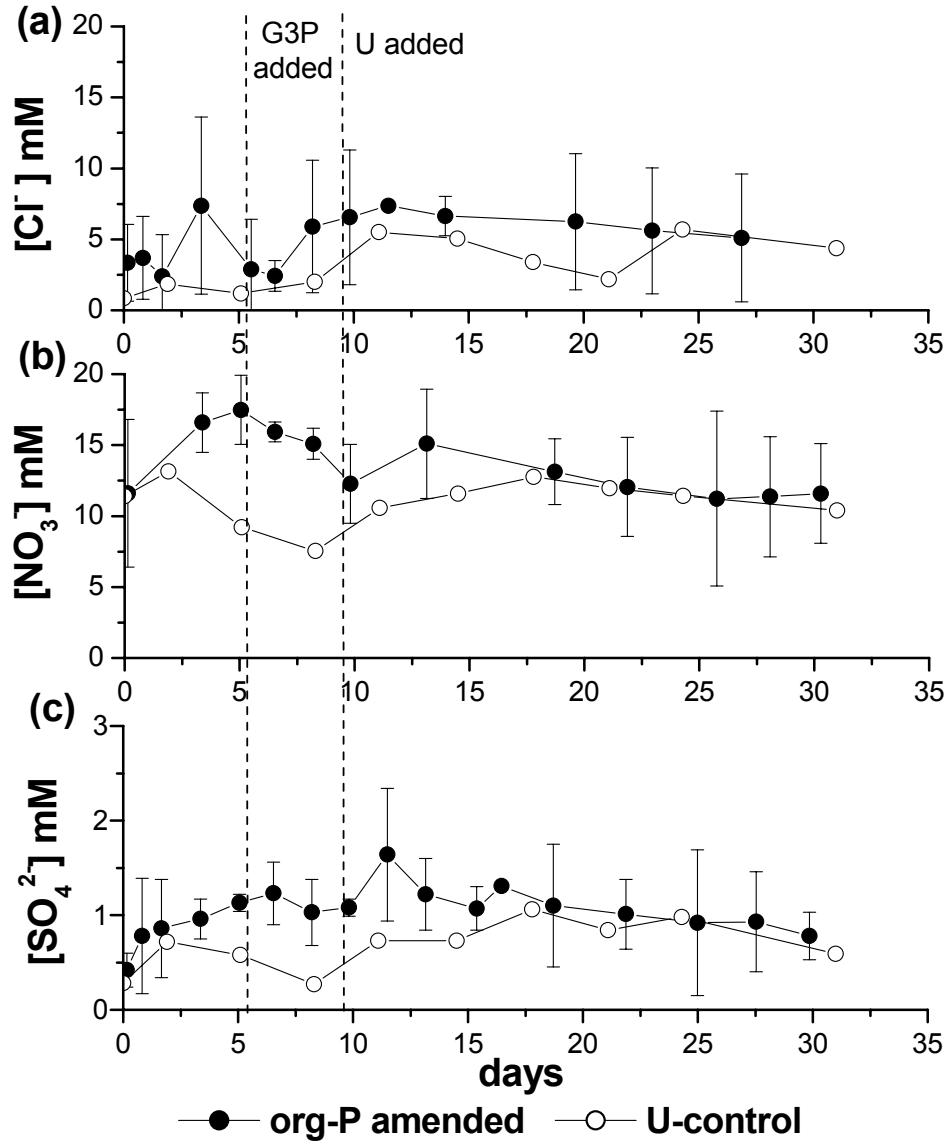 (a)
G3P
added
U added
[Cl⁻] mM
20
15
10
5
0
0 5 10 15 20 25 30 35
(b)
[NO₃⁻] mM
20
15
10
5
0
0 5 10 15 20 25 30 35
(c)
[SO₄²⁻] mM
3
2
1
0
0 5 10 15 20 25 30 35
days
org-P amended U-control